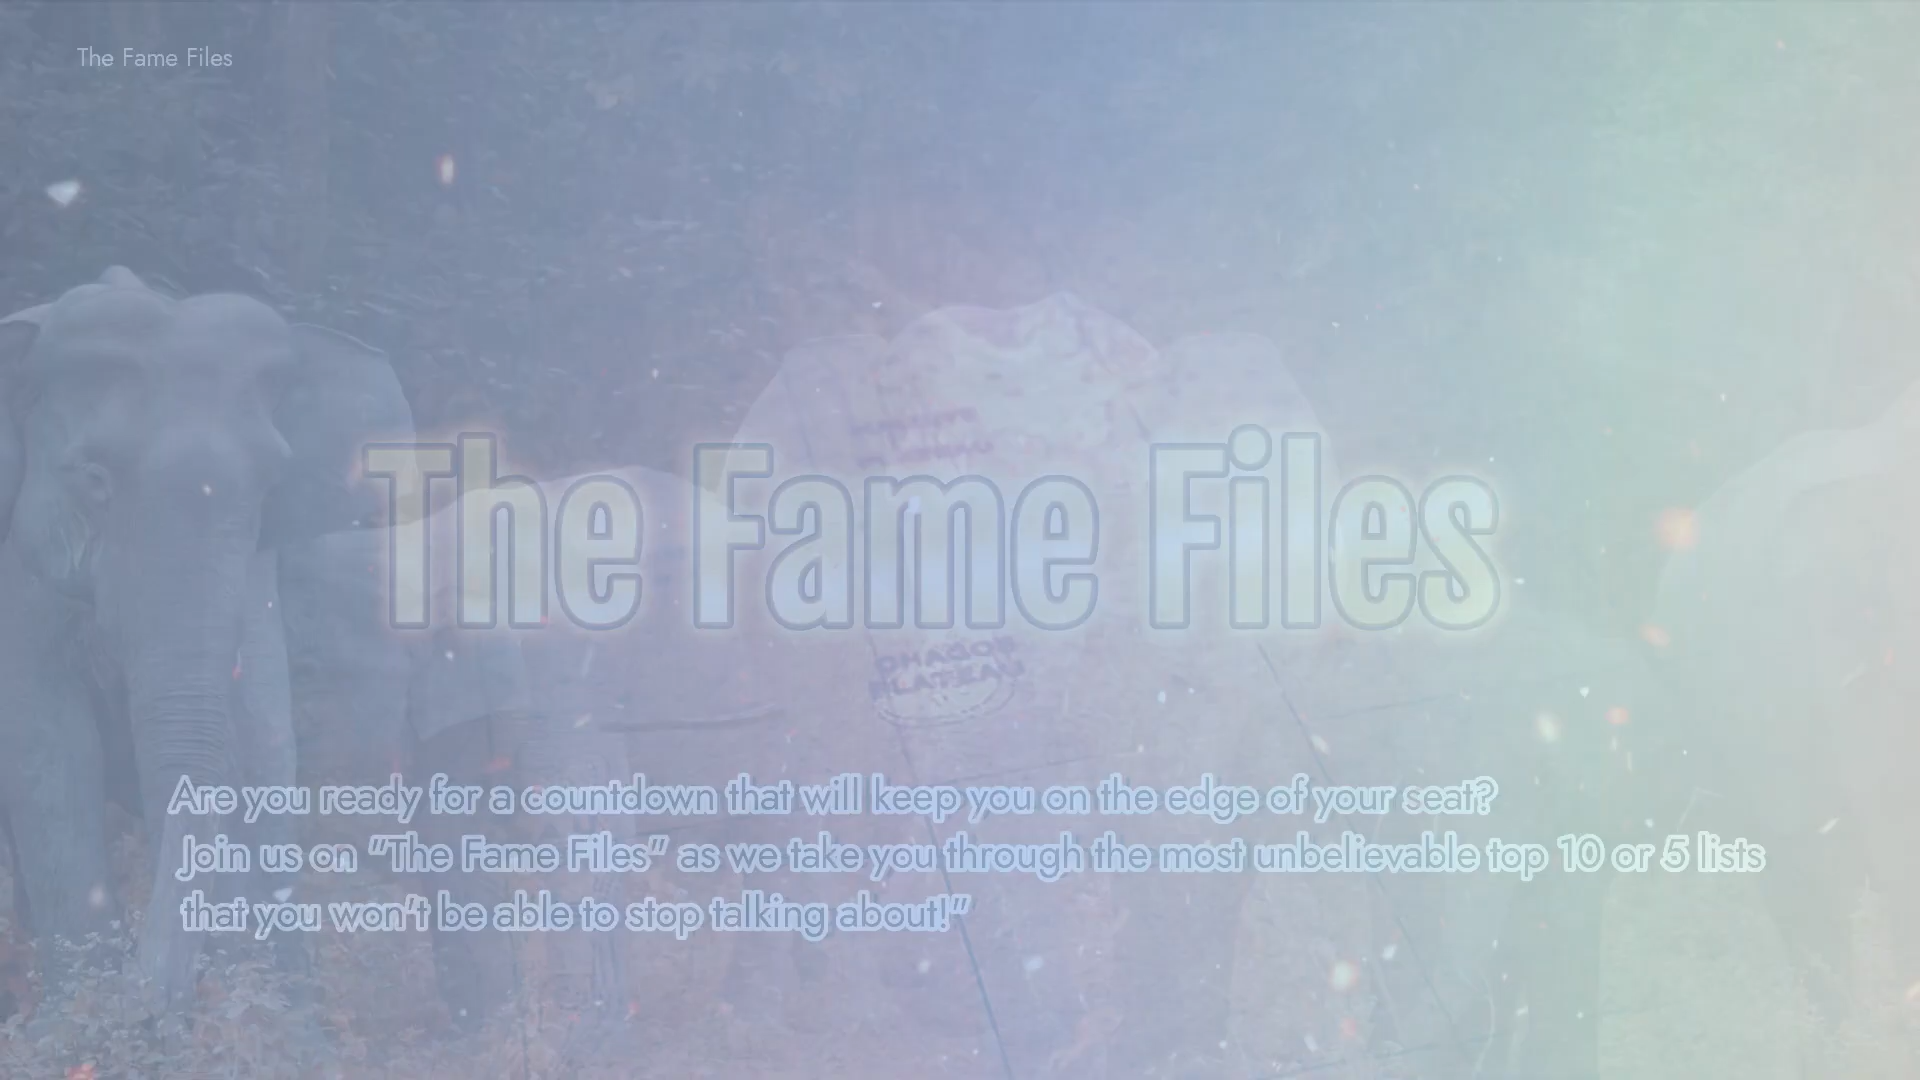 The Fame Files
The Fame Files
PLATEAU
Are you ready for a countdown that will keep you on the edge of your seat?
Join us on "The Fame Files" as we take you through the most unbelievable top 10 or 5 lists
that you won't be able to stop talking about!"